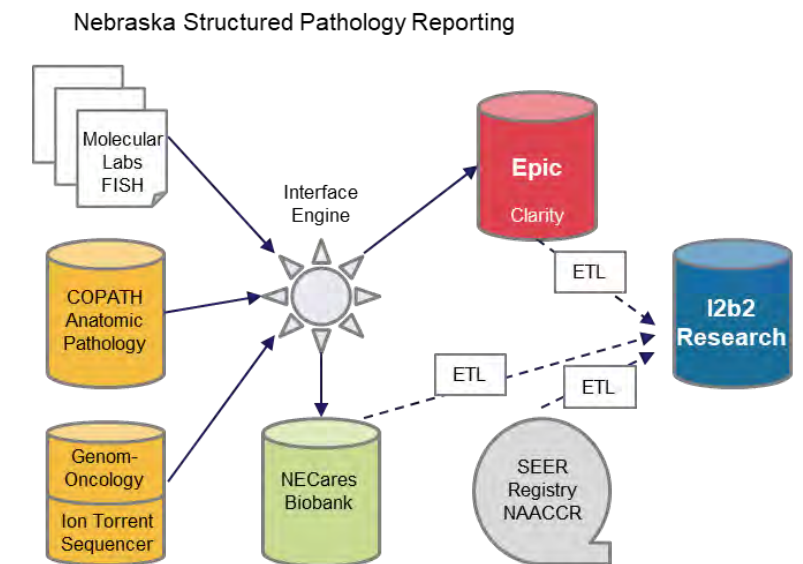 Nebraska Structured Pathology Reporting
Molecular
Labs
FISH
Interface
Engine
Epic
Clarity
ETL
COPATH
Anatomic
Pathology
I2b2
Research
ETL
ETL
Genom-
Oncology
Ion Torrent
Sequencer
NECares
Biobank
SEER
Registry
NAACCR